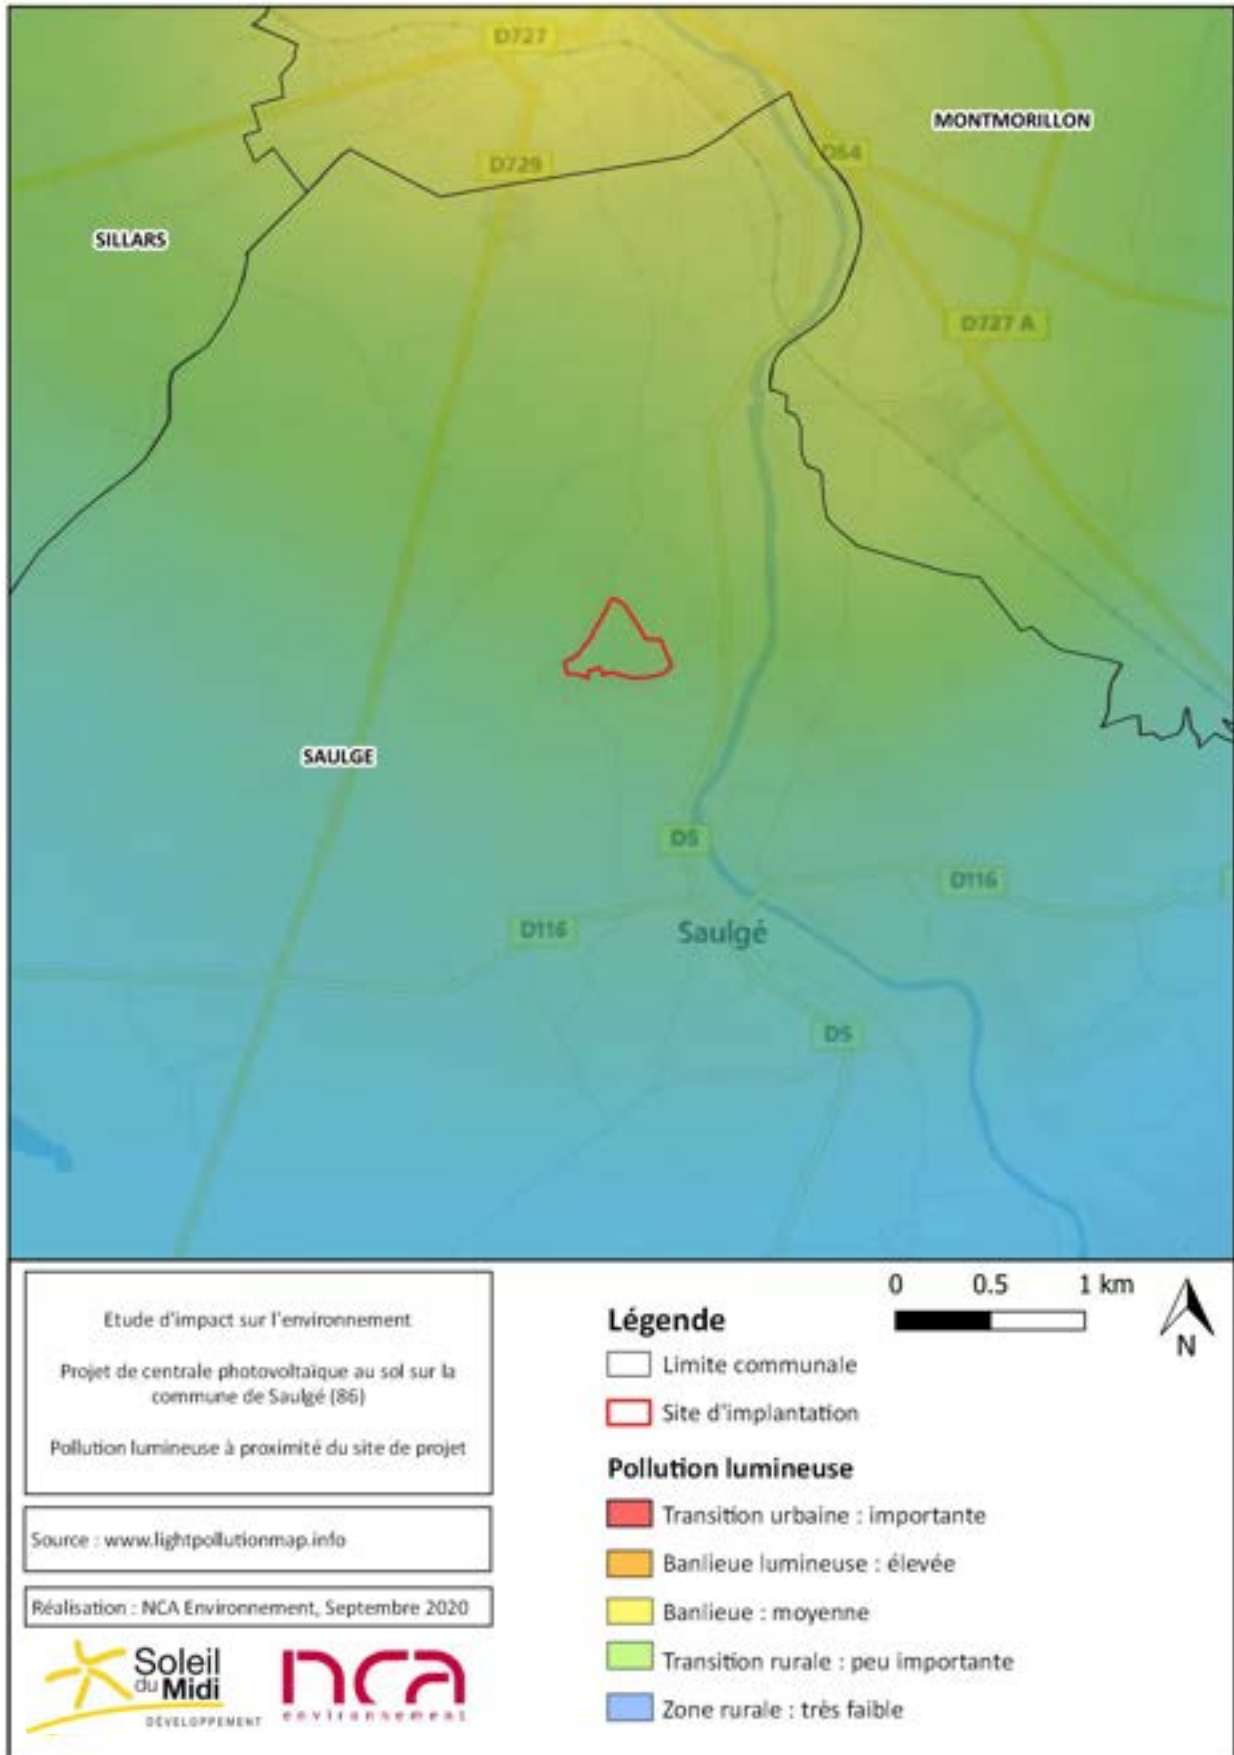 D727
MONTMORILLON
D729
D54
SILLARS
D727 A
SAULGE
D5
D116
D116
Saulgé
D5
Etude d'impact sur l'environnement
Projet de centrale photovoltaïque au sol sur la
commune de Saulgé (86)
Pollution lumineuse à proximité du site de projet
Source : www.lightpollutionmap.info
Réalisation : NCA Environnement, Septembre 2020
Soleil
du Midi
DÉVELOPPEMENT
nca
environnement
0 0.5 1 km
N
Légende
Limite communale
Site d'implantation
Pollution lumineuse
Transition urbaine : importante
Banlieue lumineuse : élevée
Banlieue : moyenne
Transition rurale : peu importante
Zone rurale : très faible